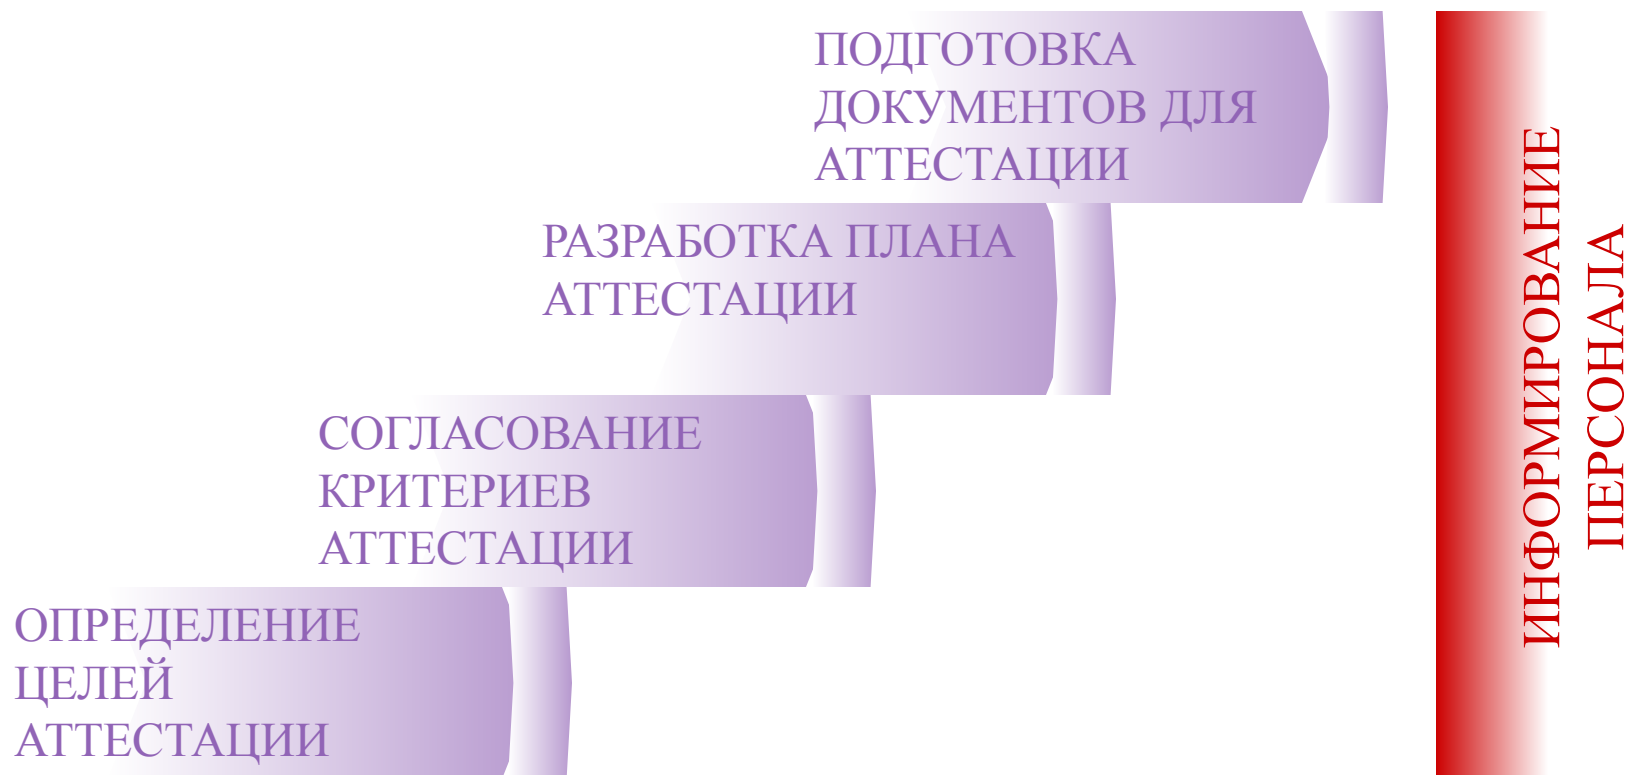 ПОДГОТОВКА
ДОКУМЕНТОВ ДЛЯ
АТТЕСТАЦИИ
РАЗРАБОТКА ПЛАНА
АТТЕСТАЦИИ
СОГЛАСОВАНИЕ
КРИТЕРИЕВ
АТТЕСТАЦИИ
ОПРЕДЕЛЕНИЕ
ЦЕЛЕЙ
АТТЕСТАЦИИ
ИНФОРМИРОВАНИЕ
ПЕРСОНАЛА